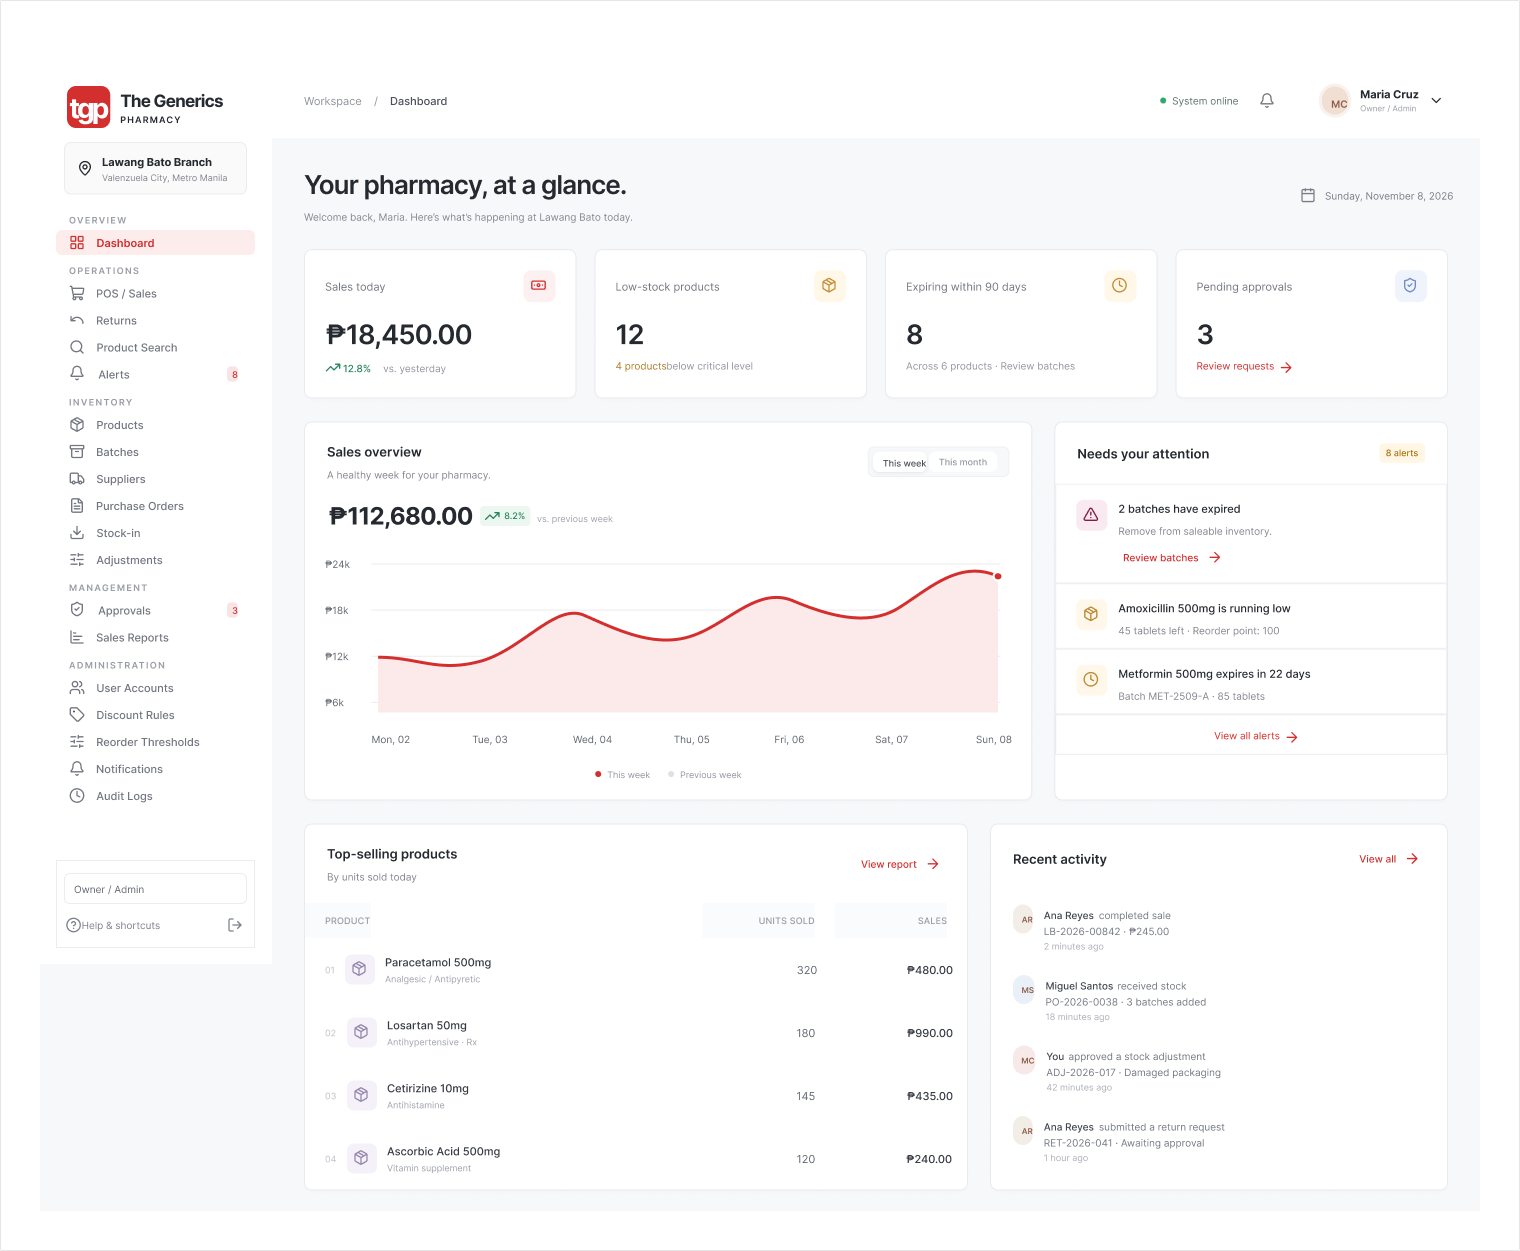 tgp The Generics
PHARMACY
Lawang Bato Branch
Valenzuela City, Metro Manila
OVERVIEW
Dashboard
OPERATIONS
POS / Sales
Returns
Product Search
Alerts 8
INVENTORY
Products
Batches
Suppliers
Purchase Orders
Stock-in
Adjustments
MANAGEMENT
Approvals 3
Sales Reports
ADMINISTRATION
User Accounts
Discount Rules
Reorder Thresholds
Notifications
Audit Logs
Owner / Admin
Help & shortcuts
Workspace / Dashboard
System online
MC Maria Cruz
Owner / Admin
Your pharmacy, at a glance.
Welcome back, Maria. Here's what's happening at Lawang Bato today.
Sunday, November 8, 2026
Sales today
₱18,450.00
12.8% vs. yesterday
Low-stock products
12
4 productsbelow critical level
Expiring within 90 days
8
Across 6 products · Review batches
Pending approvals
3
Review requests
Sales overview
A healthy week for your pharmacy.
This week This month
₱112,680.00 8.2% vs. previous week
₱24k
₱18k
₱12k
₱6k
Mon, 02 Tue, 03 Wed, 04 Thu, 05 Fri, 06 Sat, 07 Sun, 08
This week Previous week
Needs your attention 8 alerts
2 batches have expired
Remove from saleable inventory.
Review batches
Amoxicillin 500mg is running low
45 tablets left · Reorder point: 100
Metformin 500mg expires in 22 days
Batch MET-2509-A · 85 tablets
View all alerts
Top-selling products
By units sold today
View report
PRODUCT UNITS SOLD SALES
01 Paracetamol 500mg 320 ₱480.00
Analgesic / Antipyretic
02 Losartan 50mg 180 ₱990.00
Antihypertensive · Rx
03 Cetirizine 10mg 145 ₱435.00
Antihistamine
04 Ascorbic Acid 500mg 120 ₱240.00
Vitamin supplement
Recent activity View all
AR Ana Reyes completed sale
LB-2026-00842 · ₱245.00
2 minutes ago
MS Miguel Santos received stock
PO-2026-0038 · 3 batches added
18 minutes ago
MC You approved a stock adjustment
ADJ-2026-017 · Damaged packaging
42 minutes ago
AR Ana Reyes submitted a return request
RET-2026-041 · Awaiting approval
1 hour ago